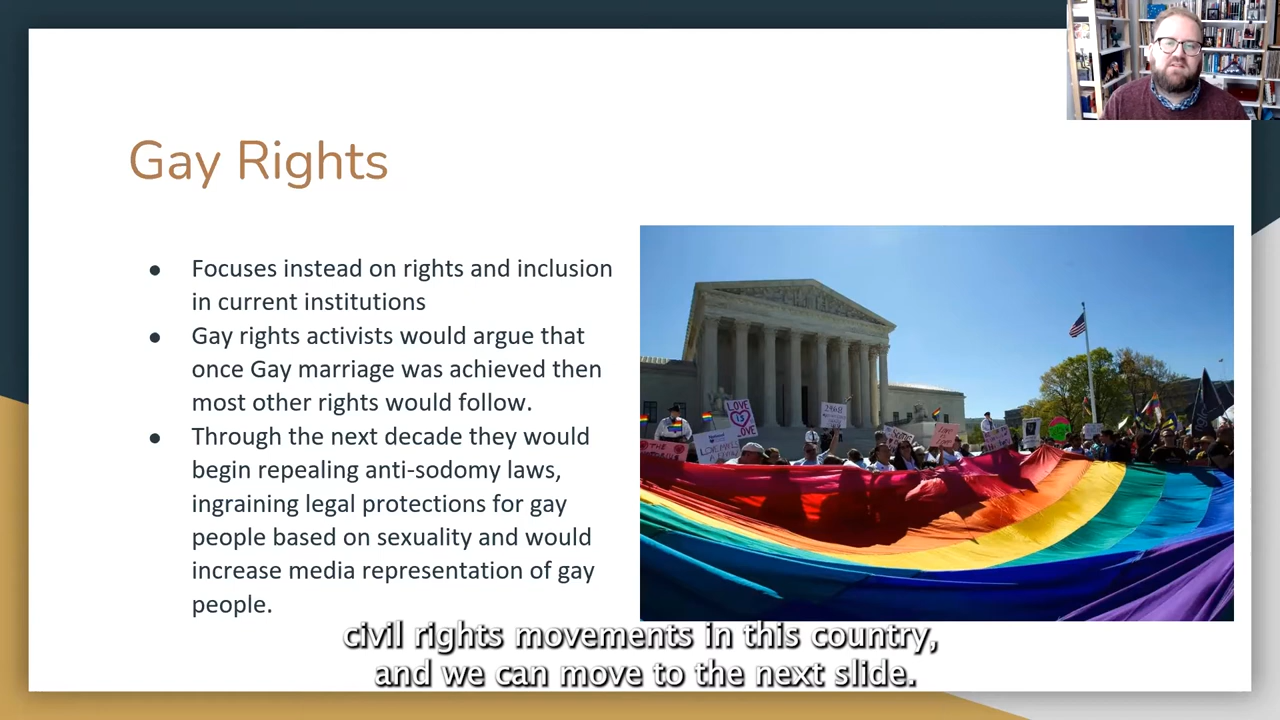 Gay Rights
● Focuses instead on rights and inclusion
in current institutions
● Gay rights activists would argue that
once Gay marriage was achieved then
most other rights would follow.
● Through the next decade they would
begin repealing anti-sodomy laws,
ingraining legal protections for gay
people based on sexuality and would
increase media representation of gay
people.
LOVE
IS
LOVE
civil rights movements in this country,
and we can move to the next slide.